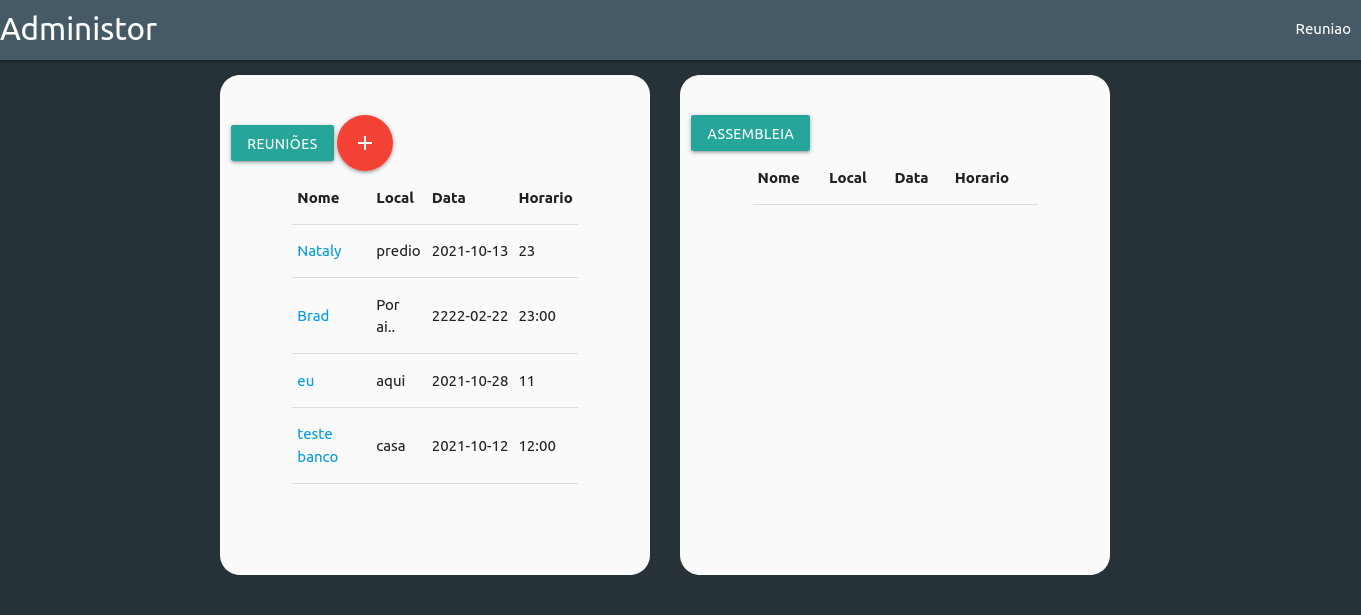 Administor
Reuniao
REUNIÕES +
Nome Local Data Horario
Nataly predio 2021-10-13 23
Brad Por ai.. 2222-02-22 23:00
eu aqui 2021-10-28 11
teste banco casa 2021-10-12 12:00
ASSEMBLEIA
Nome Local Data Horario